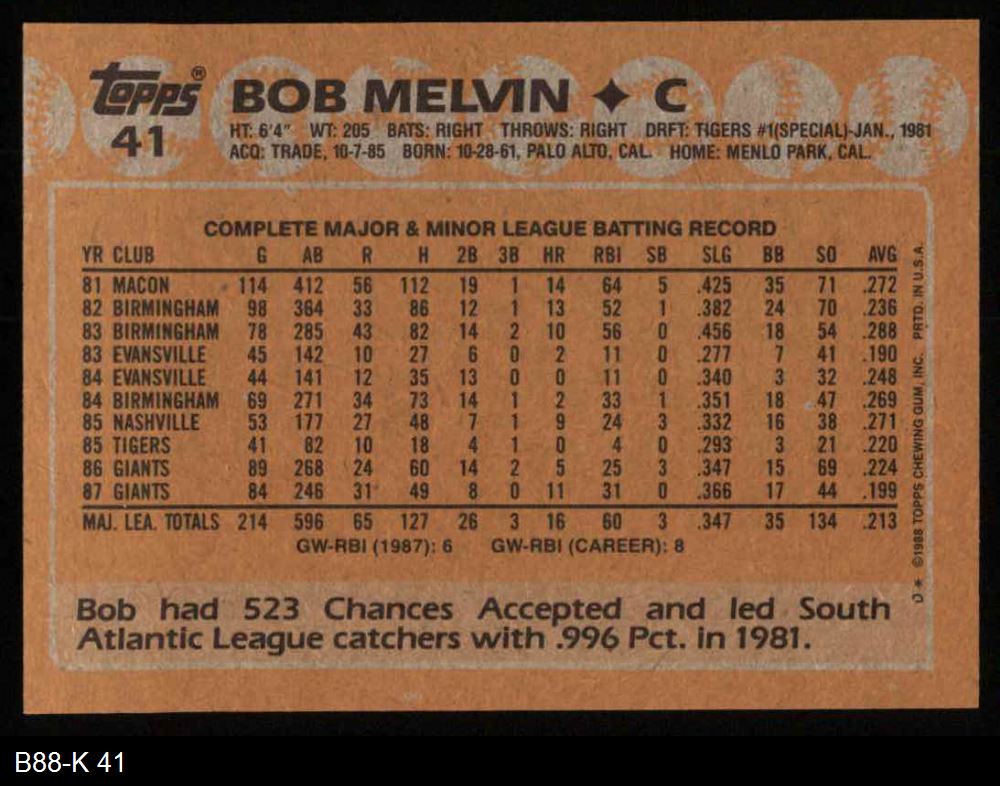 Topps® BOB MELVIN ✦ C
41
HT: 6'4" WT: 205 BATS: RIGHT THROWS: RIGHT DRFT: TIGERS #1(SPECIAL)-JAN., 1981
ACQ: TRADE, 10-7-85 BORN: 10-28-61, PALO ALTO, CAL. HOME: MENLO PARK, CAL.
COMPLETE MAJOR & MINOR LEAGUE BATTING RECORD
YR CLUB G AB R H 2B 3B HR RBI SB SLG BB SO AVG
81 MACON 114 412 56 112 19 1 14 64 5 .425 35 71 .272
82 BIRMINGHAM 98 364 33 86 12 1 13 52 1 .382 24 70 .236
83 BIRMINGHAM 78 285 43 82 14 2 10 56 0 .456 18 54 .288
83 EVANSVILLE 45 142 10 27 6 0 2 11 0 .277 7 41 .190
84 EVANSVILLE 44 141 12 35 13 0 0 11 0 .340 3 32 .248
84 BIRMINGHAM 69 271 34 73 14 1 2 33 1 .351 18 47 .269
85 NASHVILLE 53 177 27 48 7 1 9 24 3 .332 16 38 .271
85 TIGERS 41 82 10 18 4 1 0 4 0 .293 3 21 .220
86 GIANTS 89 268 24 60 14 2 5 25 3 .347 15 69 .224
87 GIANTS 84 246 31 49 8 0 11 31 0 .366 17 44 .199
MAJ. LEA. TOTALS 214 596 65 127 26 3 16 60 3 .347 35 134 .213
GW-RBI (1987): 6 GW-RBI (CAREER): 8
Bob had 523 Chances Accepted and led South
Atlantic League catchers with .996 Pct. in 1981.
D * ©1988 TOPPS CHEWING GUM, INC. PRTD. IN U.S.A.
B88-K 41